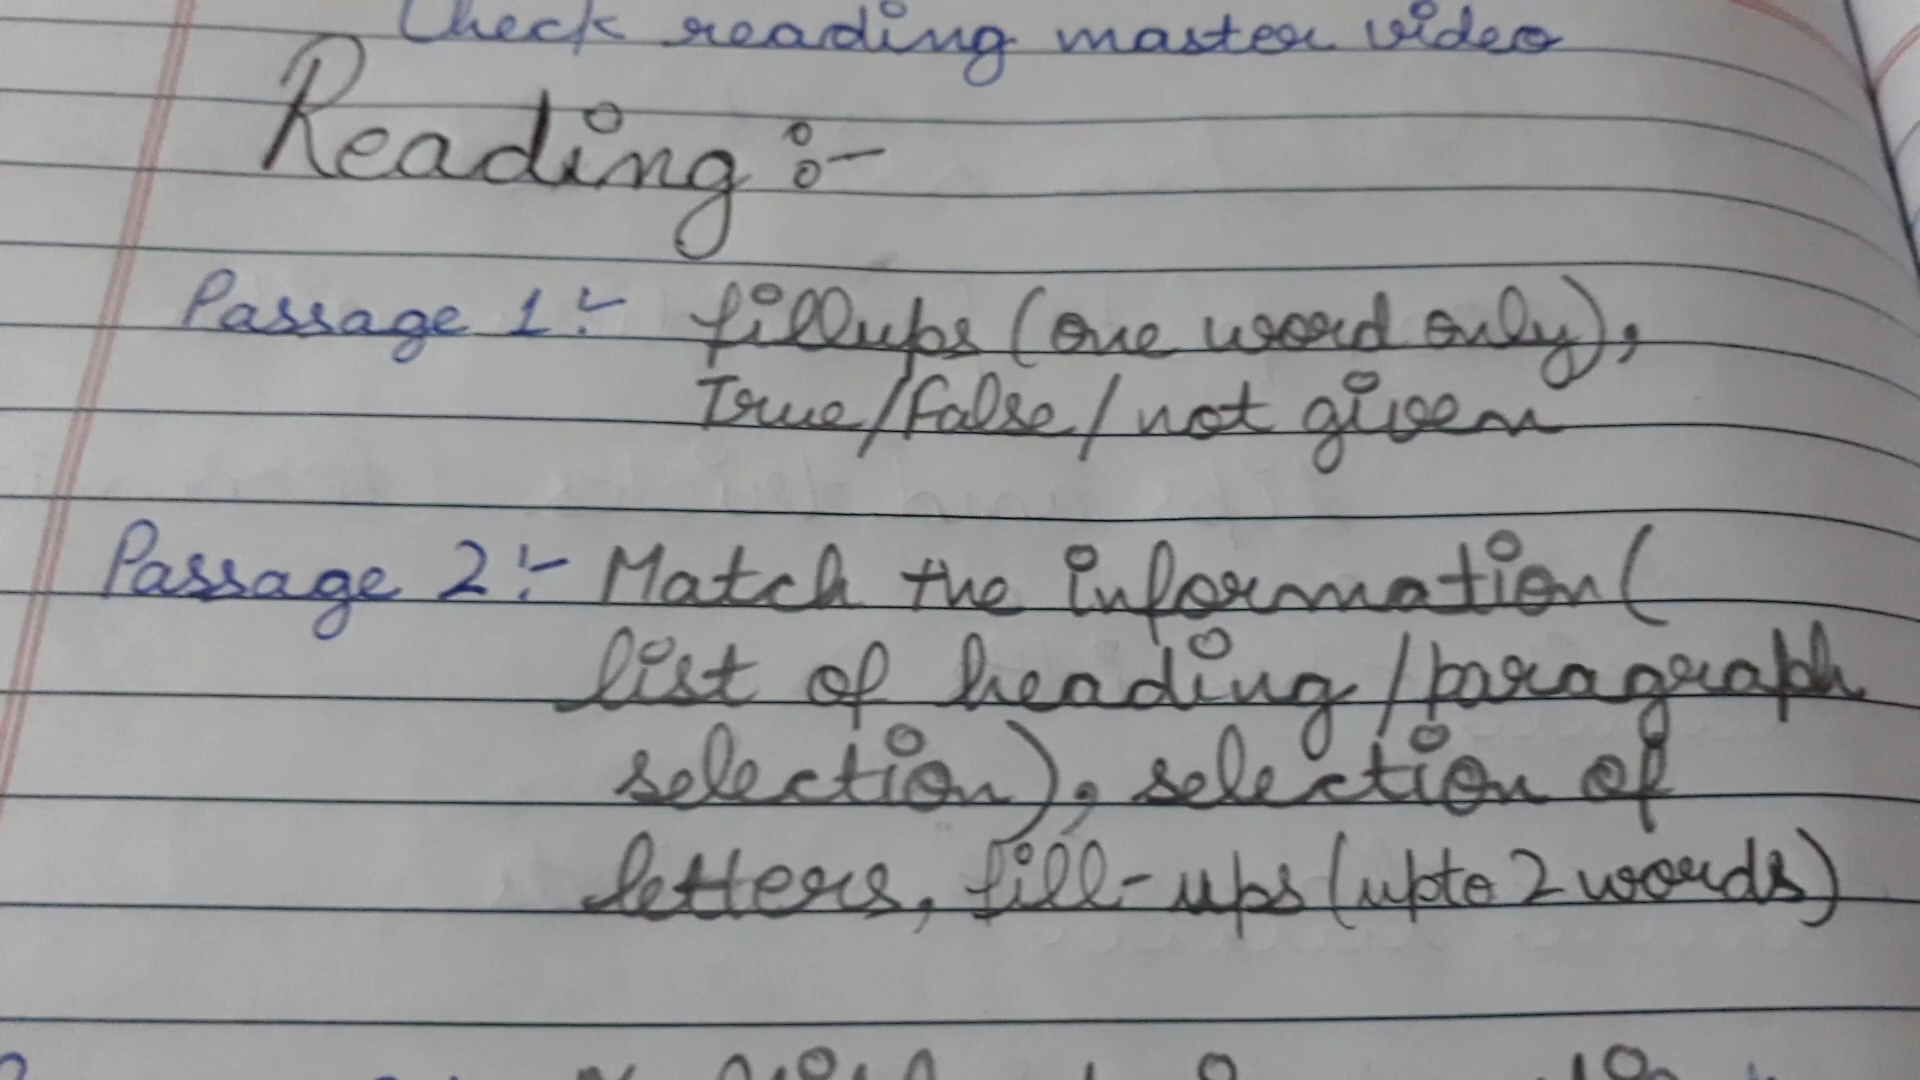 Check reading master video
Reading :-
Passage 1:- fillups (one word only),
True/False/not given
Passage 2:- Match the information(
list of heading/paragraph
selection), selection of
letters, fill-ups (upto 2 words)